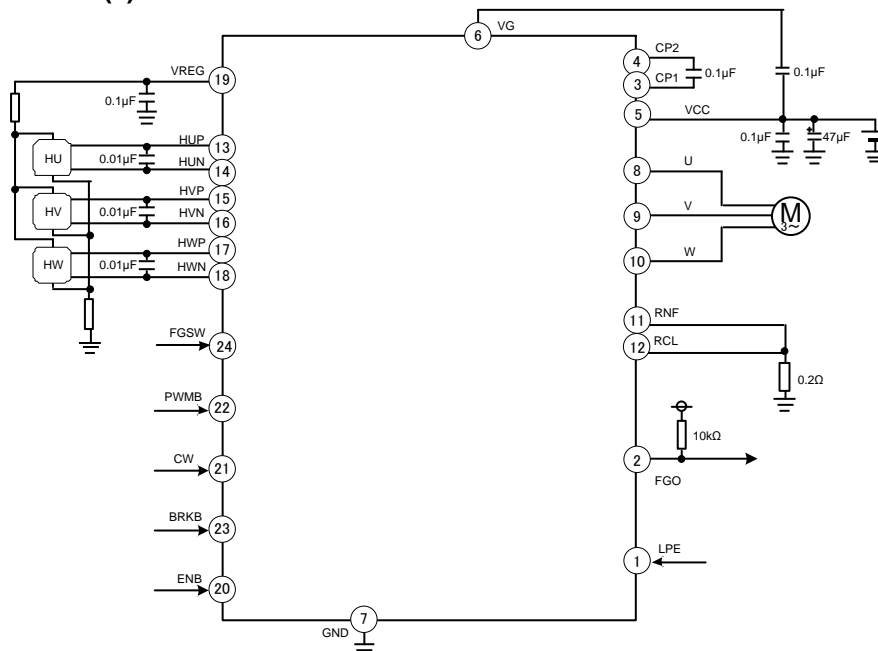 6
VG
VREG
19
0.1µF
4
CP2
3
CP1
0.1µF
0.1µF
5
VCC
0.1µF
47µF
+
HU
HUP
13
0.01µF
HUN
14
HV
HVP
15
0.01µF
HVN
16
HW
HWP
17
0.01µF
HWN
18
8
U
9
V
10
W
M
3~
11
RNF
12
RCL
0.2Ω
FGSW
24
PWMB
22
CW
21
BRKB
23
ENB
20
10kΩ
2
FGO
1
LPE
7
GND